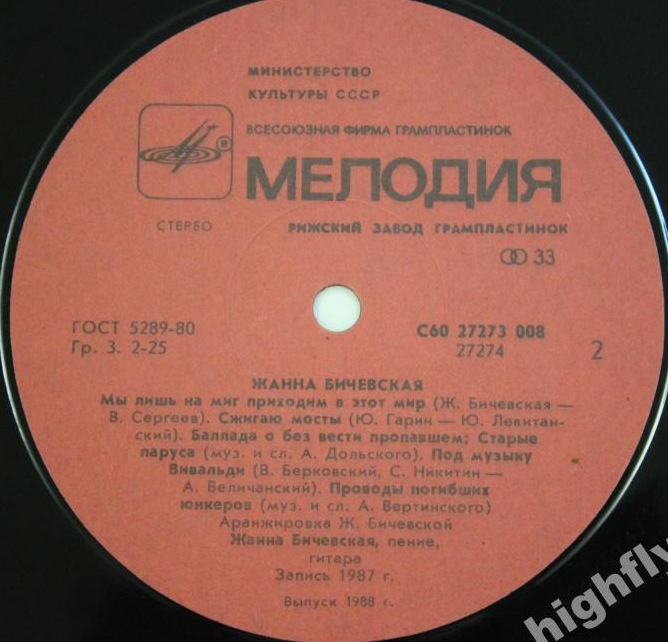 МИНИСТЕРСТВО
КУЛЬТУРЫ СССР
ВСЕСОЮЗНАЯ ФИРМА ГРАМПЛАСТИНОК
®
МЕЛОДИЯ
СТЕРЕО
РИЖСКИЙ ЗАВОД ГРАМПЛАСТИНОК
33
ГОСТ 5289-80
Гр. 3. 2-25
С60 27273 008
27274
2
ЖАННА БИЧЕВСКАЯ
Мы лишь на миг приходим в этот мир (Ж. Бичевская —
В. Сергеев). Сжигаю мосты (Ю. Гарин — Ю. Левитан-
ский). Баллада о без вести пропавшем; Старые
паруса (муз. и сл. А. Дольского). Под музыку
Вивальди (В. Берковский, С. Никитин —
А. Величанский). Проводы погибших
юнкеров (муз. и сл. А. Вертинского)
Аранжировка Ж. Бичевской
Жанна Бичевская, пение,
гитара
Запись 1987 г.
Выпуск 1988 г.
highfly